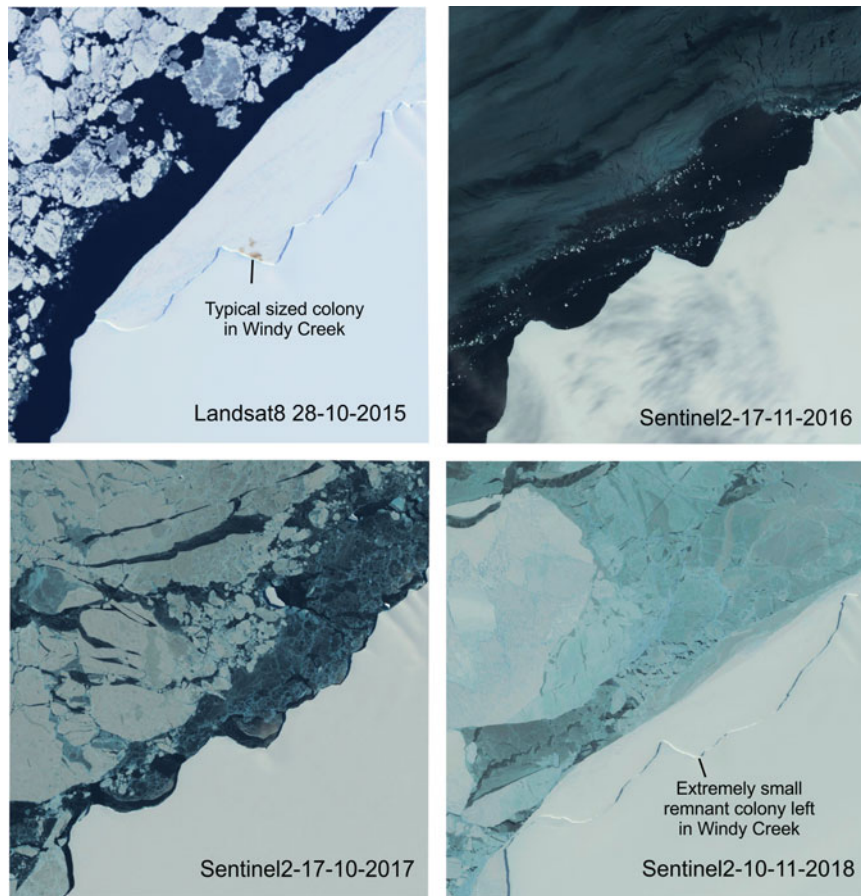 Typical sized colony
in Windy Creek
Landsat8 28-10-2015
Sentinel2-17-11-2016
Sentinel2-17-10-2017
Extremely small
remnant colony left
in Windy Creek
Sentinel2-10-11-2018